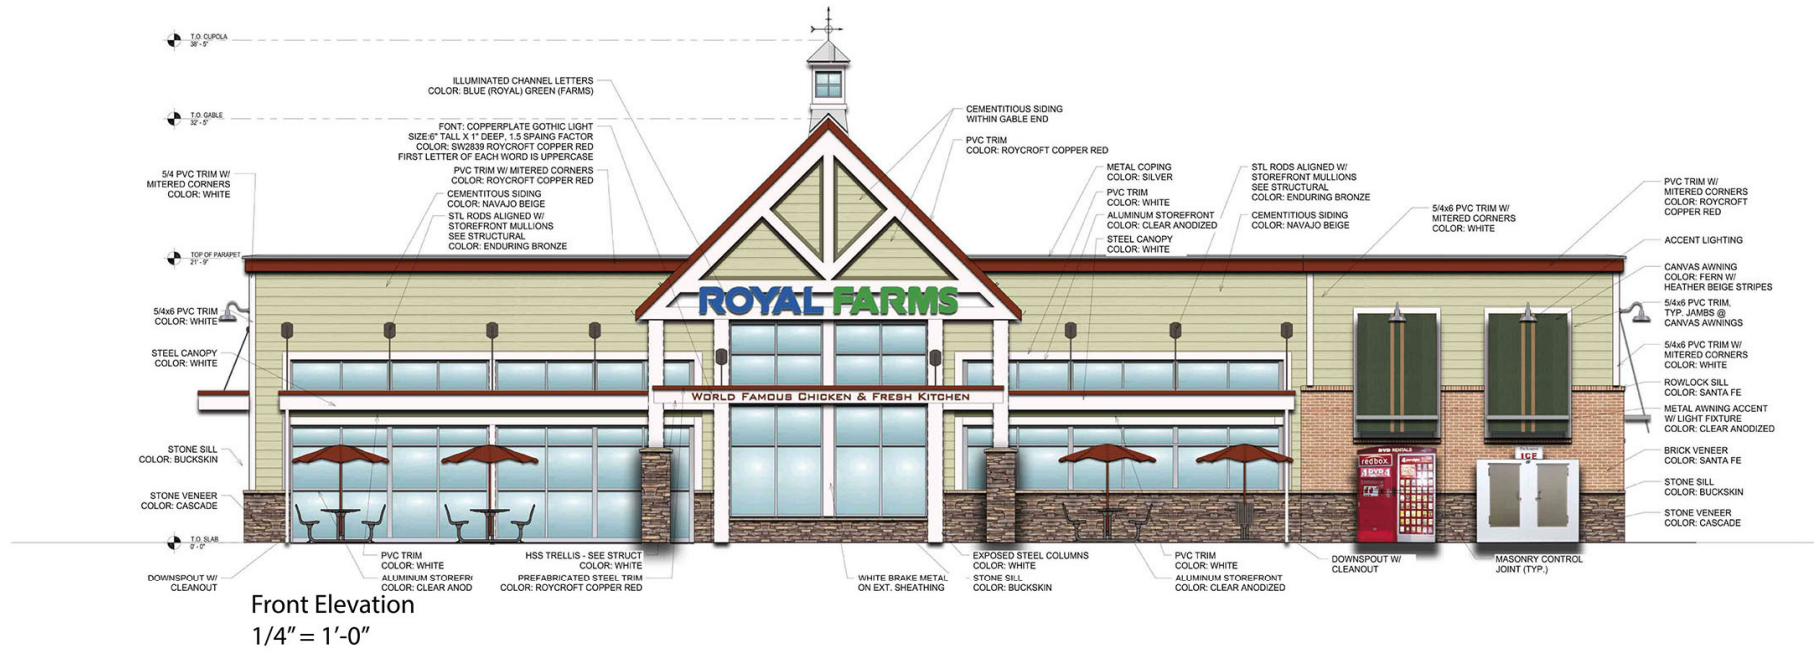 T.O. CUPOLA
38' - 5"
ILLUMINATED CHANNEL LETTERS
COLOR: BLUE (ROYAL) GREEN (FARMS)
T.O. GABLE
32' - 5"
FONT: COPPERPLATE GOTHIC LIGHT
SIZE:6" TALL X 1" DEEP, 1.5 SPAING FACTOR
COLOR: SW2839 ROYCROFT COPPER RED
FIRST LETTER OF EACH WORD IS UPPERCASE
PVC TRIM W/ MITERED CORNERS
COLOR: ROYCROFT COPPER RED
5/4 PVC TRIM W/
MITERED CORNERS
COLOR: WHITE
CEMENTITOUS SIDING
COLOR: NAVAJO BEIGE
STL RODS ALIGNED W/
STOREFRONT MULLIONS
SEE STRUCTURAL
COLOR: ENDURING BRONZE
CEMENTITIOUS SIDING
WITHIN GABLE END
PVC TRIM
COLOR: ROYCROFT COPPER RED
METAL COPING
COLOR: SILVER
PVC TRIM
COLOR: WHITE
ALUMINUM STOREFRONT
COLOR: CLEAR ANODIZED
STEEL CANOPY
COLOR: WHITE
STL RODS ALIGNED W/
STOREFRONT MULLIONS
SEE STRUCTURAL
COLOR: ENDURING BRONZE
CEMENTITIOUS SIDING
COLOR: NAVAJO BEIGE
5/4x6 PVC TRIM W/
MITERED CORNERS
COLOR: WHITE
PVC TRIM W/
MITERED CORNERS
COLOR: ROYCROFT
COPPER RED
ACCENT LIGHTING
CANVAS AWNING
COLOR: FERN W/
HEATHER BEIGE STRIPES
5/4x6 PVC TRIM,
TYP. JAMBS @
CANVAS AWNINGS
5/4x6 PVC TRIM W/
MITERED CORNERS
COLOR: WHITE
ROWLOCK SILL
COLOR: SANTA FE
METAL AWNING ACCENT
W/ LIGHT FIXTURE
COLOR: CLEAR ANODIZED
BRICK VENEER
COLOR: SANTA FE
STONE SILL
COLOR: BUCKSKIN
STONE VENEER
COLOR: CASCADE
TOP OF PARAPET
21' - 9"
5/4x6 PVC TRIM
COLOR: WHITE
STEEL CANOPY
COLOR: WHITE
STONE SILL
COLOR: BUCKSKIN
STONE VENEER
COLOR: CASCADE
T.O. SLAB
0' - 0"
ROYAL FARMS
WORLD FAMOUS CHICKEN & FRESH KITCHEN
DVD RENTALS
redbox
ICE
DOWNSPOUT W/
CLEANOUT
PVC TRIM
COLOR: WHITE
ALUMINUM STOREFR
COLOR: CLEAR ANOD
HSS TRELLIS - SEE STRUCT
COLOR: WHITE
PREFABRICATED STEEL TRIM
COLOR: ROYCROFT COPPER RED
WHITE BRAKE METAL
ON EXT. SHEATHING
EXPOSED STEEL COLUMNS
COLOR: WHITE
STONE SILL
COLOR: BUCKSKIN
PVC TRIM
COLOR: WHITE
ALUMINUM STOREFRONT
COLOR: CLEAR ANODIZED
DOWNSPOUT W/
CLEANOUT
MASONRY CONTROL
JOINT (TYP.)
Front Elevation
1/4" = 1'-0"